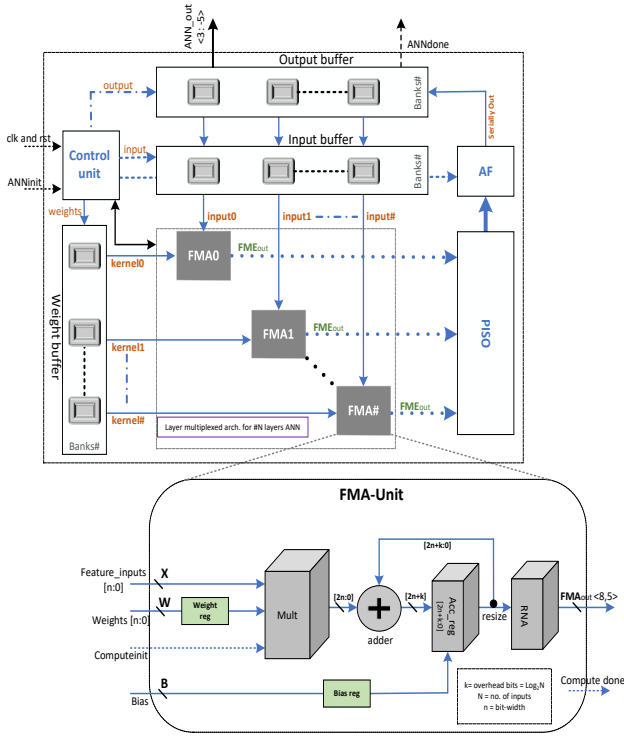 ANN_out
<3 : -5>
ANNdone
Output buffer
Banks#
output
Serially Out
clk and rst
Control
unit
input
Input buffer
Banks#
AF
ANNinit
weights
input0
input1
input#
Weight buffer
kernel0
FMA0
FMEout
kernel1
FMA1
FMEout
PISO
kernel#
FMA#
FMEout
Banks#
Layer multiplexed arch. for #N layers ANN
FMA-Unit
[2n+k:0]
Feature_inputs
[n:0]
X
Weights [n:0]
W
Weight
reg
Mult
[2n:0]
+
adder
[2n+k]
Acc_reg
[2n+k:0]
resize
RNA
FMAout <8,5>
Computeinit
Bias
B
Bias reg
k= overhead bits = Log2N
N = no. of inputs
n = bit-width
Compute done